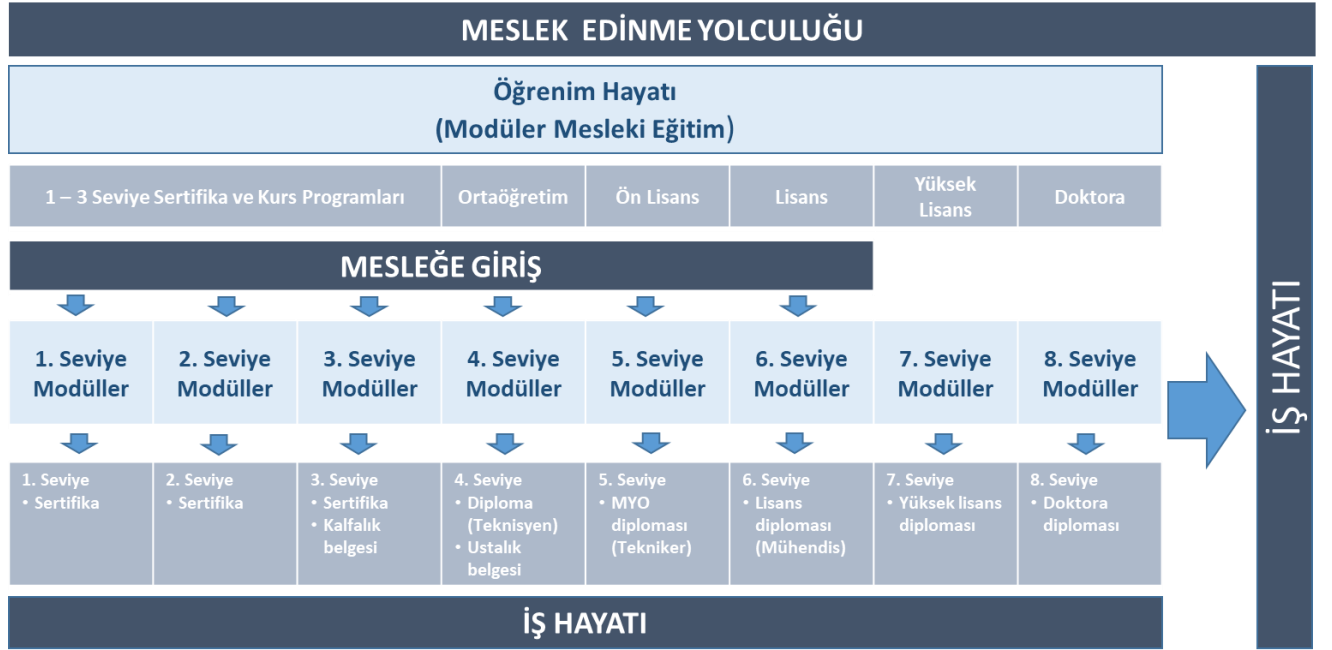 MESLEK EDİNME YOLCULUĞU
Öğrenim Hayatı
(Modüler Mesleki Eğitim)
1 – 3 Seviye Sertifika ve Kurs Programları
Ortaöğretim
Ön Lisans
Lisans
Yüksek
Lisans
Doktora
MESLEĞE GİRİŞ
1. Seviye
Modüller
2. Seviye
Modüller
3. Seviye
Modüller
4. Seviye
Modüller
5. Seviye
Modüller
6. Seviye
Modüller
7. Seviye
Modüller
8. Seviye
Modüller
1. Seviye
• Sertifika
2. Seviye
• Sertifika
3. Seviye
• Sertifika
• Kalfalık
belgesi
4. Seviye
• Diploma
(Teknisyen)
• Ustalık
belgesi
5. Seviye
• MYO
diploması
(Tekniker)
6. Seviye
• Lisans
diploması
(Mühendis)
7. Seviye
• Yüksek lisans
diploması
8. Seviye
• Doktora
diploması
İŞ HAYATI
İŞ HAYATI